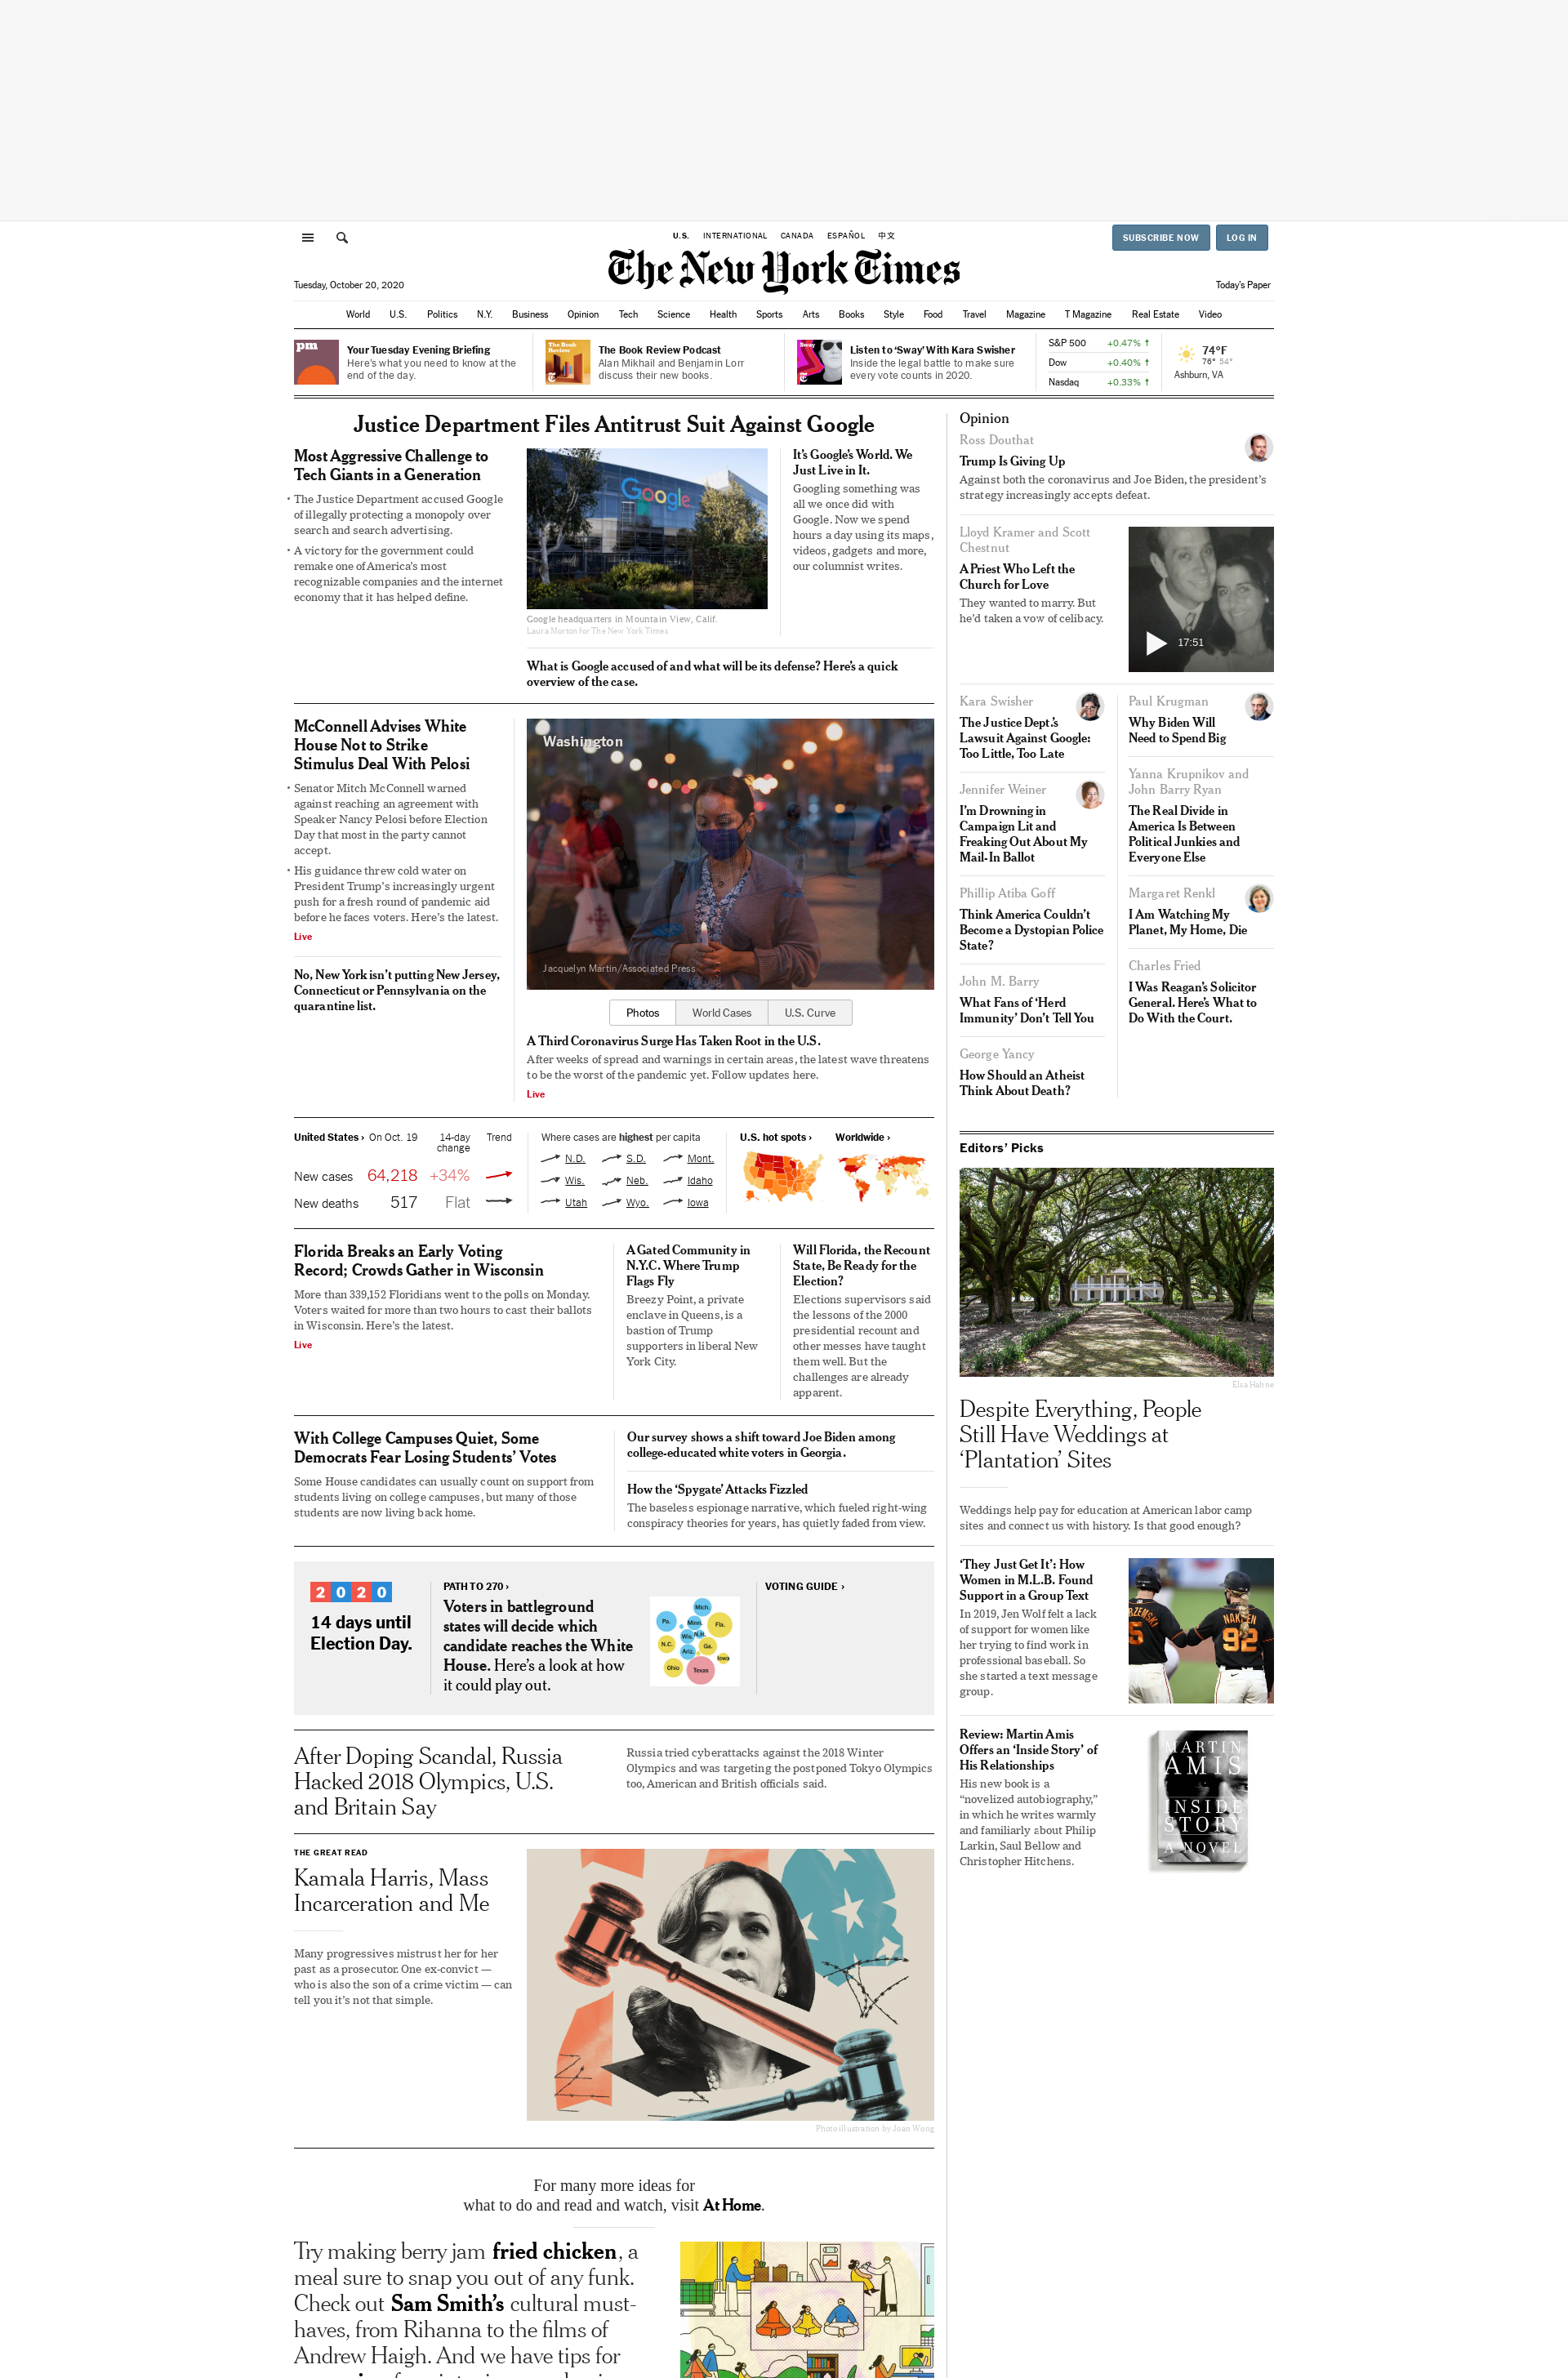 U.S. INTERNATIONAL CANADA ESPAÑOL 中文
SUBSCRIBE NOW LOG IN
The New York Times
Tuesday, October 20, 2020
Today's Paper
World U.S. Politics N.Y. Business Opinion Tech Science Health Sports Arts Books Style Food Travel Magazine T Magazine Real Estate Video
pm
Your Tuesday Evening Briefing
Here's what you need to know at the
end of the day.
The Book
Review
The Book Review Podcast
Alan Mikhail and Benjamin Lorr
discuss their new books.
Sway
Listen to 'Sway' With Kara Swisher
Inside the legal battle to make sure
every vote counts in 2020.
S&P 500 +0.47% ↑
Dow +0.40% ↑
Nasdaq +0.33% ↑
74°F
76° 54°
Ashburn, VA
Justice Department Files Antitrust Suit Against Google
Most Aggressive Challenge to
Tech Giants in a Generation
• The Justice Department accused Google
of illegally protecting a monopoly over
search and search advertising.
• A victory for the government could
remake one of America's most
recognizable companies and the internet
economy that it has helped define.
Google
Google headquarters in Mountain View, Calif.
Laura Morton for The New York Times
It's Google's World. We
Just Live in It.
Googling something was
all we once did with
Google. Now we spend
hours a day using its maps,
videos, gadgets and more,
our columnist writes.
What is Google accused of and what will be its defense? Here's a quick
overview of the case.
McConnell Advises White
House Not to Strike
Stimulus Deal With Pelosi
• Senator Mitch McConnell warned
against reaching an agreement with
Speaker Nancy Pelosi before Election
Day that most in the party cannot
accept.
• His guidance threw cold water on
President Trump's increasingly urgent
push for a fresh round of pandemic aid
before he faces voters. Here's the latest.
Live
No, New York isn't putting New Jersey,
Connecticut or Pennsylvania on the
quarantine list.
Washington
Jacquelyn Martin/Associated Press
Photos World Cases U.S. Curve
A Third Coronavirus Surge Has Taken Root in the U.S.
After weeks of spread and warnings in certain areas, the latest wave threatens
to be the worst of the pandemic yet. Follow updates here.
Live
United States › On Oct. 19 14-day
change Trend
New cases 64,218 +34%
New deaths 517 Flat
Where cases are highest per capita
N.D. S.D. Mont.
Wis. Neb. Idaho
Utah Wyo. Iowa
U.S. hot spots › Worldwide ›
Florida Breaks an Early Voting
Record; Crowds Gather in Wisconsin
More than 339,152 Floridians went to the polls on Monday.
Voters waited for more than two hours to cast their ballots
in Wisconsin. Here's the latest.
Live
A Gated Community in
N.Y.C. Where Trump
Flags Fly
Breezy Point, a private
enclave in Queens, is a
bastion of Trump
supporters in liberal New
York City.
Will Florida, the Recount
State, Be Ready for the
Election?
Elections supervisors said
the lessons of the 2000
presidential recount and
other messes have taught
them well. But the
challenges are already
apparent.
With College Campuses Quiet, Some
Democrats Fear Losing Students' Votes
Some House candidates can usually count on support from
students living on college campuses, but many of those
students are now living back home.
Our survey shows a shift toward Joe Biden among
college-educated white voters in Georgia.
How the 'Spygate' Attacks Fizzled
The baseless espionage narrative, which fueled right-wing
conspiracy theories for years, has quietly faded from view.
2020
14 days until
Election Day.
PATH TO 270 ›
Voters in battleground
states will decide which
candidate reaches the White
House. Here's a look at how
it could play out.
Mich.
Pa. Minn. Fla.
Wis. N.H.
N.C. Ariz. Ga.
Iowa
Ohio Texas
VOTING GUIDE ›
After Doping Scandal, Russia
Hacked 2018 Olympics, U.S.
and Britain Say
Russia tried cyberattacks against the 2018 Winter
Olympics and was targeting the postponed Tokyo Olympics
too, American and British officials said.
THE GREAT READ
Kamala Harris, Mass
Incarceration and Me
Many progressives mistrust her for her
past as a prosecutor. One ex-convict —
who is also the son of a crime victim — can
tell you it's not that simple.
Photo illustration by Joan Wong
For many more ideas for
what to do and read and watch, visit At Home.
Try making berry jam fried chicken, a
meal sure to snap you out of any funk.
Check out Sam Smith's cultural must-
haves, from Rihanna to the films of
Andrew Haigh. And we have tips for
Opinion
Ross Douthat
Trump Is Giving Up
Against both the coronavirus and Joe Biden, the president's
strategy increasingly accepts defeat.
Lloyd Kramer and Scott
Chestnut
A Priest Who Left the
Church for Love
They wanted to marry. But
he'd taken a vow of celibacy.
17:51
Kara Swisher
The Justice Dept.'s
Lawsuit Against Google:
Too Little, Too Late
Jennifer Weiner
I'm Drowning in
Campaign Lit and
Freaking Out About My
Mail-In Ballot
Phillip Atiba Goff
Think America Couldn't
Become a Dystopian Police
State?
John M. Barry
What Fans of 'Herd
Immunity' Don't Tell You
George Yancy
How Should an Atheist
Think About Death?
Paul Krugman
Why Biden Will
Need to Spend Big
Yanna Krupnikov and
John Barry Ryan
The Real Divide in
America Is Between
Political Junkies and
Everyone Else
Margaret Renkl
I Am Watching My
Planet, My Home, Die
Charles Fried
I Was Reagan's Solicitor
General. Here's What to
Do With the Court.
Editors' Picks
Elsa Hahne
Despite Everything, People
Still Have Weddings at
'Plantation' Sites
Weddings help pay for education at American labor camp
sites and connect us with history. Is that good enough?
'They Just Get It': How
Women in M.L.B. Found
Support in a Group Text
In 2019, Jen Wolf felt a lack
of support for women like
her trying to find work in
professional baseball. So
she started a text message
group.
RZEMSKI
5
92
Review: Martin Amis
Offers an 'Inside Story' of
His Relationships
His new book is a
"novelized autobiography,"
in which he writes warmly
and familiarly about Philip
Larkin, Saul Bellow and
Christopher Hitchens.
MARTIN
AMIS
INSIDE
STORY
A NOVEL